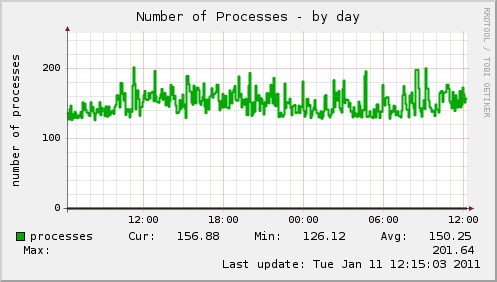 Number of Processes - by day
RRDTOOL / TOBI OETIKER
number of processes
200
100
0
12:00 18:00 00:00 06:00 12:00
processes Cur: 156.88 Min: 126.12 Avg: 150.25
Max: 201.64
Last update: Tue Jan 11 12:15:03 2011